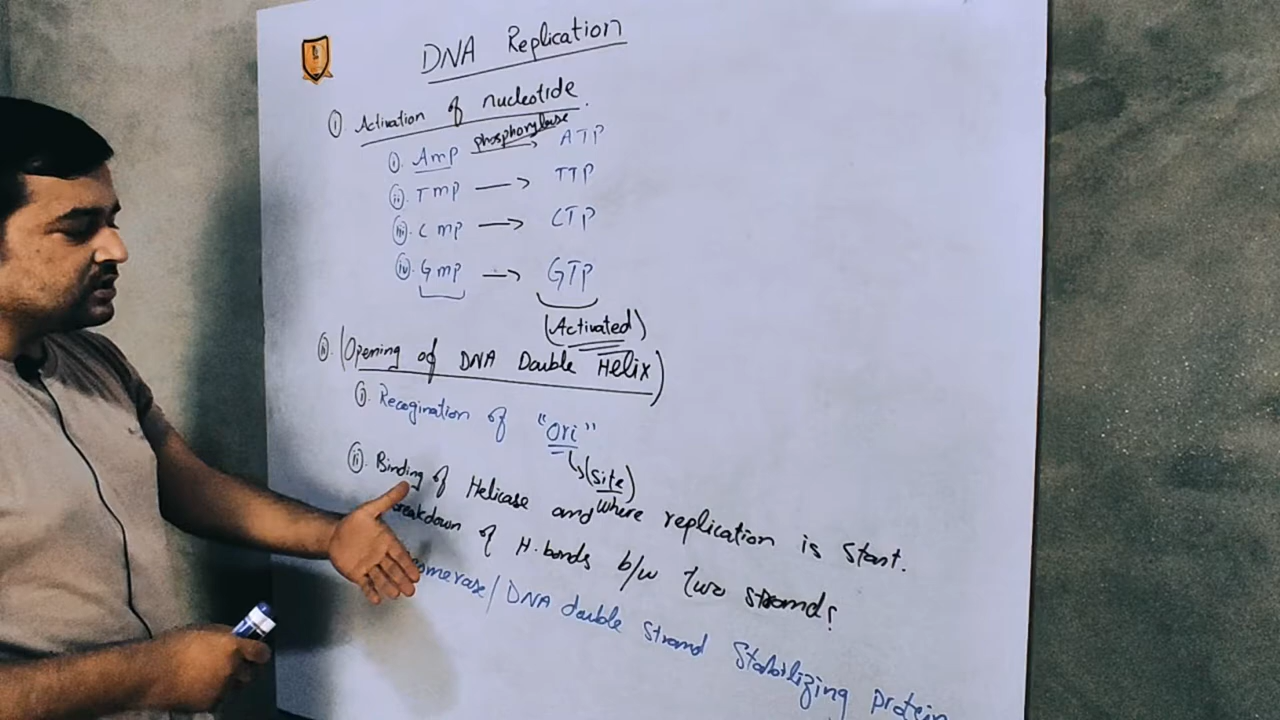 DNA Replication
i. Activation of nucleotide.
i. Amp phosphorylase → ATP
ii. Tmp → TTP
iii. Cmp → CTP
iv. Gmp → GTP
(Activated)
ii. (Opening of DNA Double Helix)
i. Recogination of "Ori"
↳(site)
where replication is start.
ii. Binding of Helicase and
breakdown of H.bonds b/w two strands
omerase/DNA double Strand Stabilizing protein